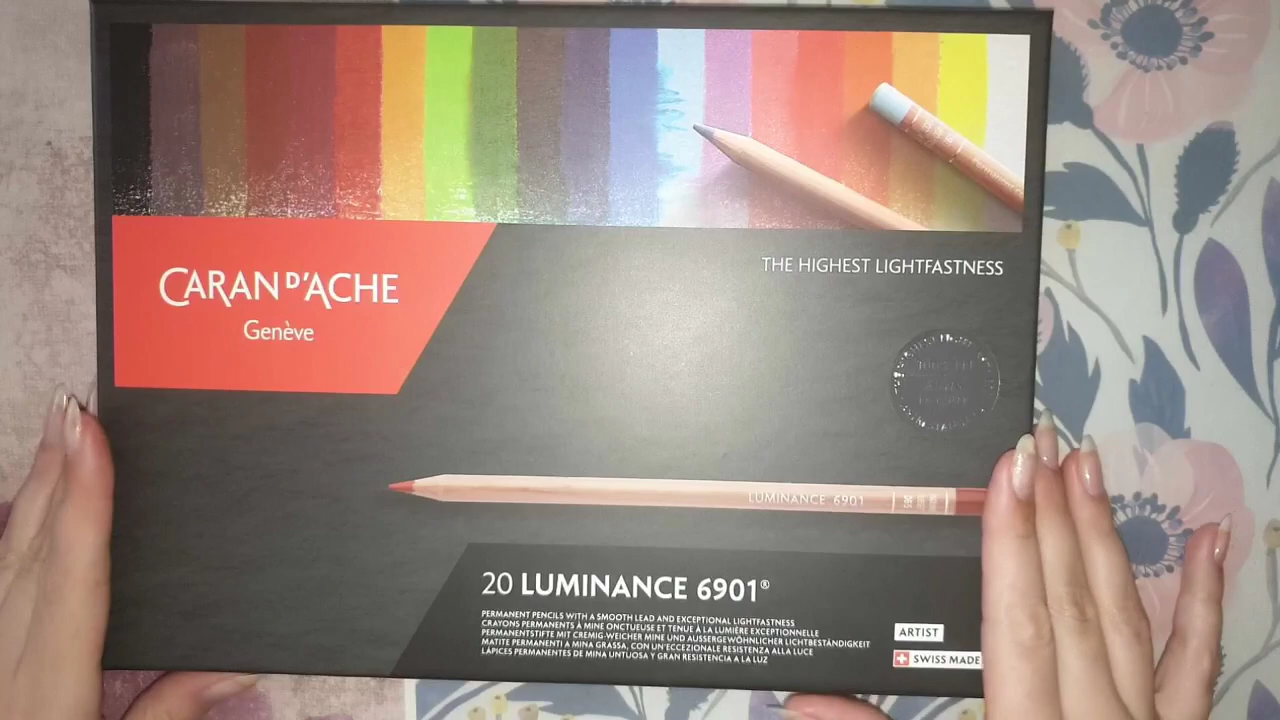 CARAN D'ACHE
Genève
THE HIGHEST LIGHTFASTNESS
LUMINANCE 6901
20 LUMINANCE 6901®
PERMANENT PENCILS WITH A SMOOTH LEAD AND EXCEPTIONAL LIGHTFASTNESS
CRAYONS PERMANENTS À MINE ONCTUEUSE ET TENUE À LA LUMIÈRE EXCEPTIONNELLE
PERMANENTSTIFTE MIT CREMIG-WEICHER MINE UND AUSSERGEWÖHNLICHER LICHTBESTÄNDIGKEIT
MATITE PERMANENTI A MINA GRASSA, CON UN'ECCEZIONALE RESISTENZA ALLA LUCE
LÁPICES PERMANENTES DE MINA UNTUOSA Y GRAN RESISTENCIA A LA LUZ
ARTIST
SWISS MADE